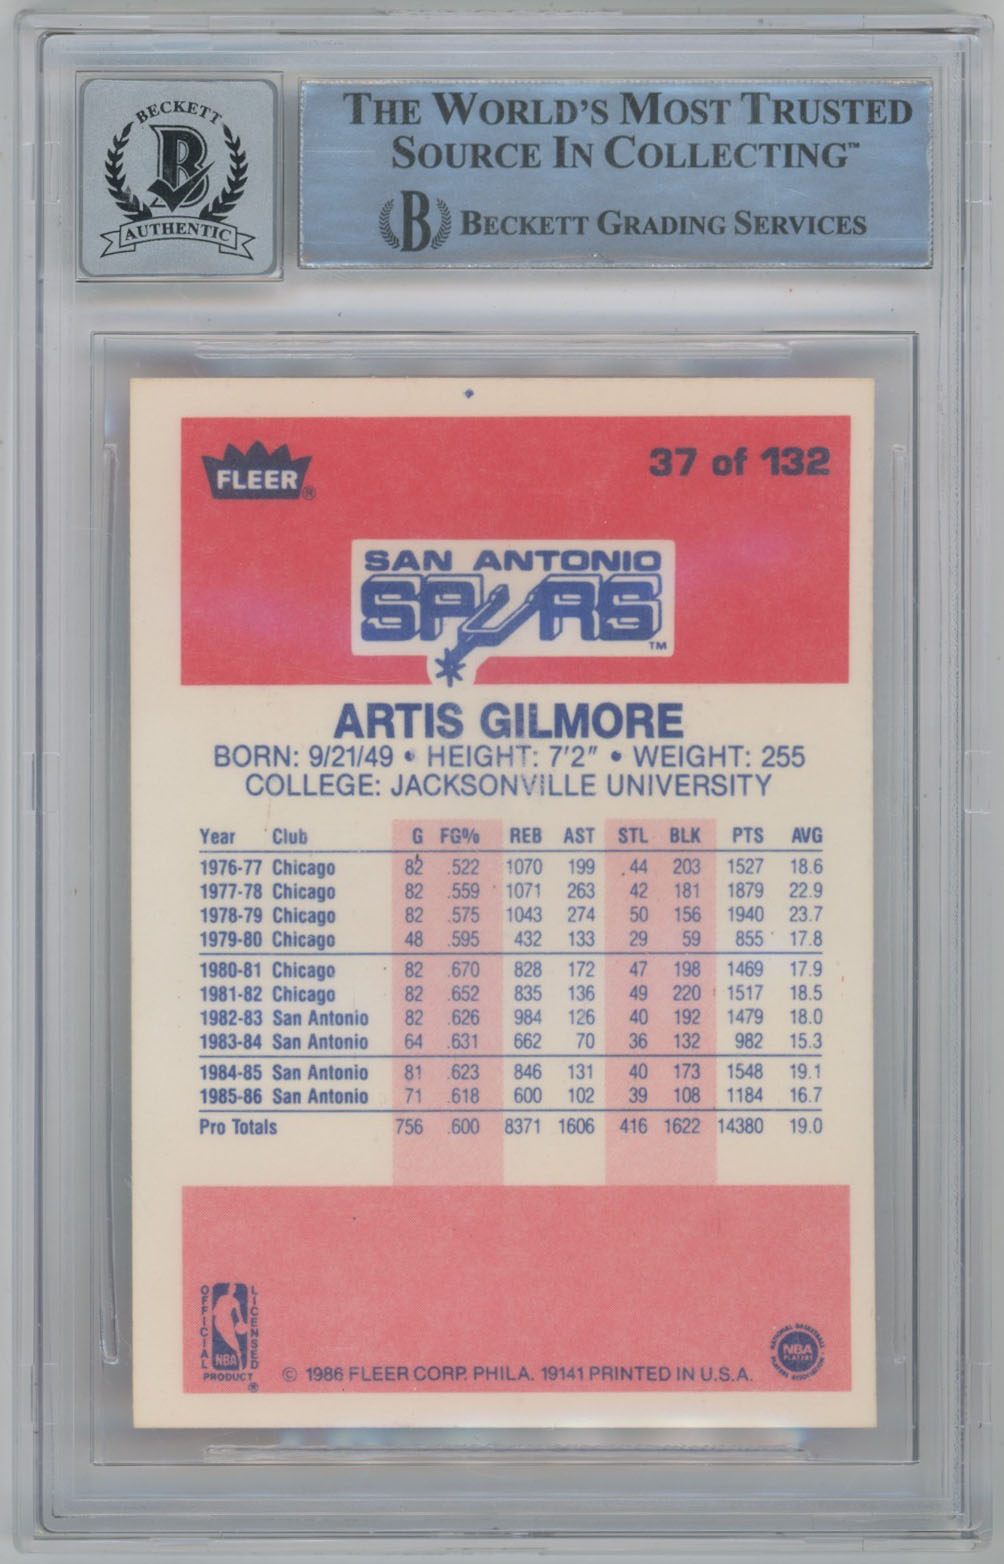 BECKETT
B
AUTHENTIC
THE WORLD'S MOST TRUSTED
SOURCE IN COLLECTING™
B BECKETT GRADING SERVICES
FLEER®
37 of 132
SAN ANTONIO
SPURS
TM
ARTIS GILMORE
BORN: 9/21/49 • HEIGHT: 7'2" • WEIGHT: 255
COLLEGE: JACKSONVILLE UNIVERSITY
Year Club G FG% REB AST STL BLK PTS AVG
1976-77 Chicago 82 .522 1070 199 44 203 1527 18.6
1977-78 Chicago 82 .559 1071 263 42 181 1879 22.9
1978-79 Chicago 82 .575 1043 274 50 156 1940 23.7
1979-80 Chicago 48 .595 432 133 29 59 855 17.8
1980-81 Chicago 82 .670 828 172 47 198 1469 17.9
1981-82 Chicago 82 .652 835 136 49 220 1517 18.5
1982-83 San Antonio 82 .626 984 126 40 192 1479 18.0
1983-84 San Antonio 64 .631 662 70 36 132 982 15.3
1984-85 San Antonio 81 .623 846 131 40 173 1548 19.1
1985-86 San Antonio 71 .618 600 102 39 108 1184 16.7
Pro Totals 756 .600 8371 1606 416 1622 14380 19.0
OFFICIAL LICENSED
NBA
PRODUCT ®
© 1986 FLEER CORP. PHILA. 19141 PRINTED IN U.S.A.
NATIONAL BASKETBALL
NBA
PLAYERS
PLAYERS ASSOCIATION